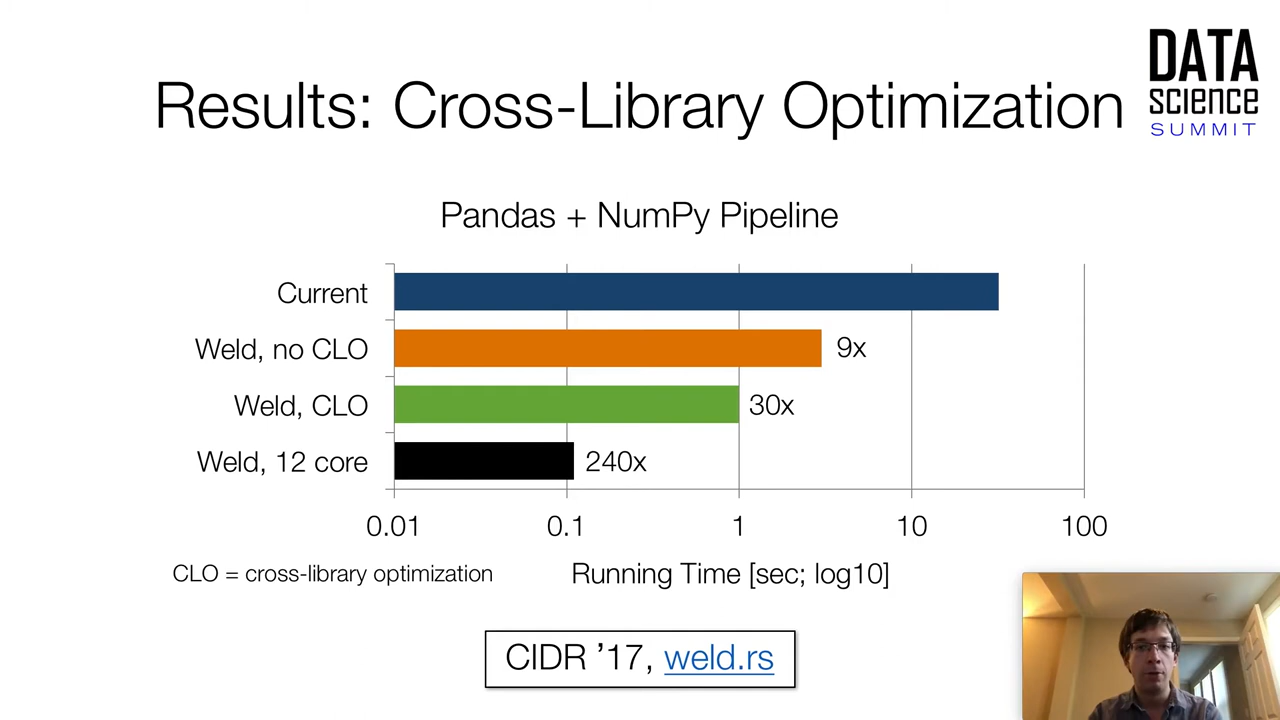 DATA
science
SUMMIT
Results: Cross-Library Optimization
Pandas + NumPy Pipeline
Current
Weld, no CLO
9x
Weld, CLO
30x
Weld, 12 core
240x
0.01
0.1
1
10
100
CLO = cross-library optimization
Running Time [sec; log10]
CIDR ’17, weld.rs